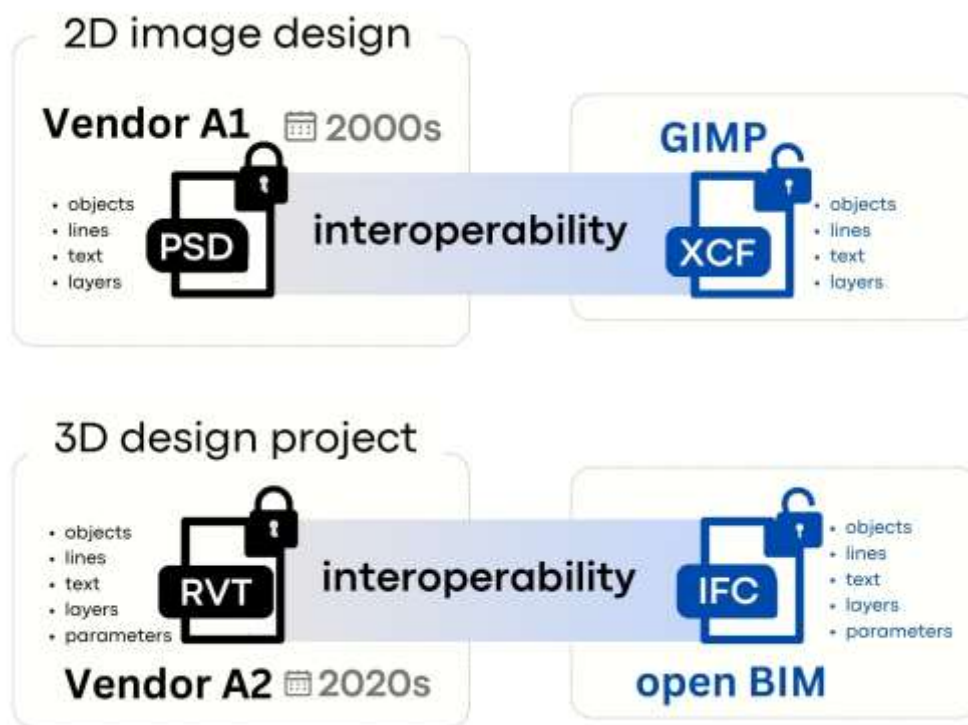 2D image design
Vendor A1
2000s
• objects
• lines
• text
• layers
PSD
interoperability
GIMP
XCF
• objects
• lines
• text
• layers
3D design project
• objects
• lines
• text
• layers
• parameters
RVT
interoperability
IFC
• objects
• lines
• text
• layers
• parameters
Vendor A2
2020s
open BIM